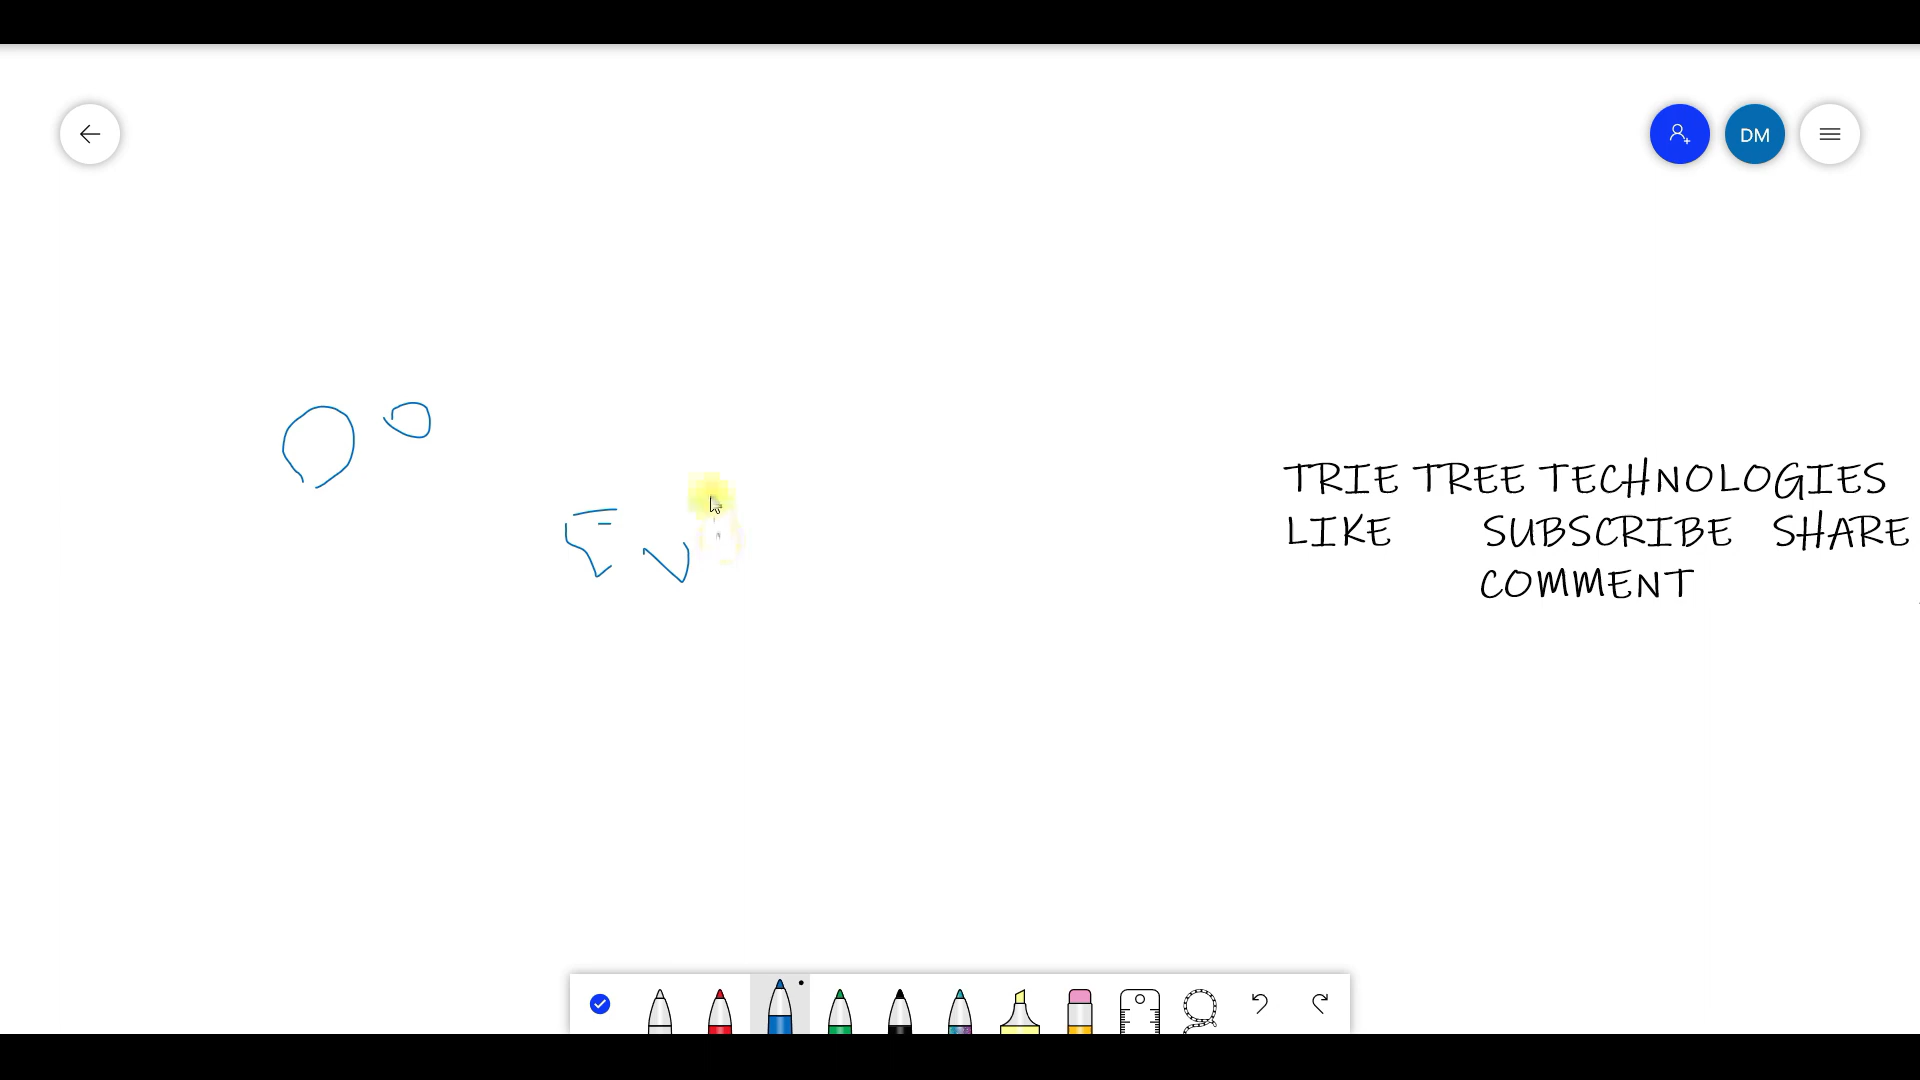 DM
TRIE TREE TECHNOLOGIES
LIKE SUBSCRIBE SHARE
COMMENT